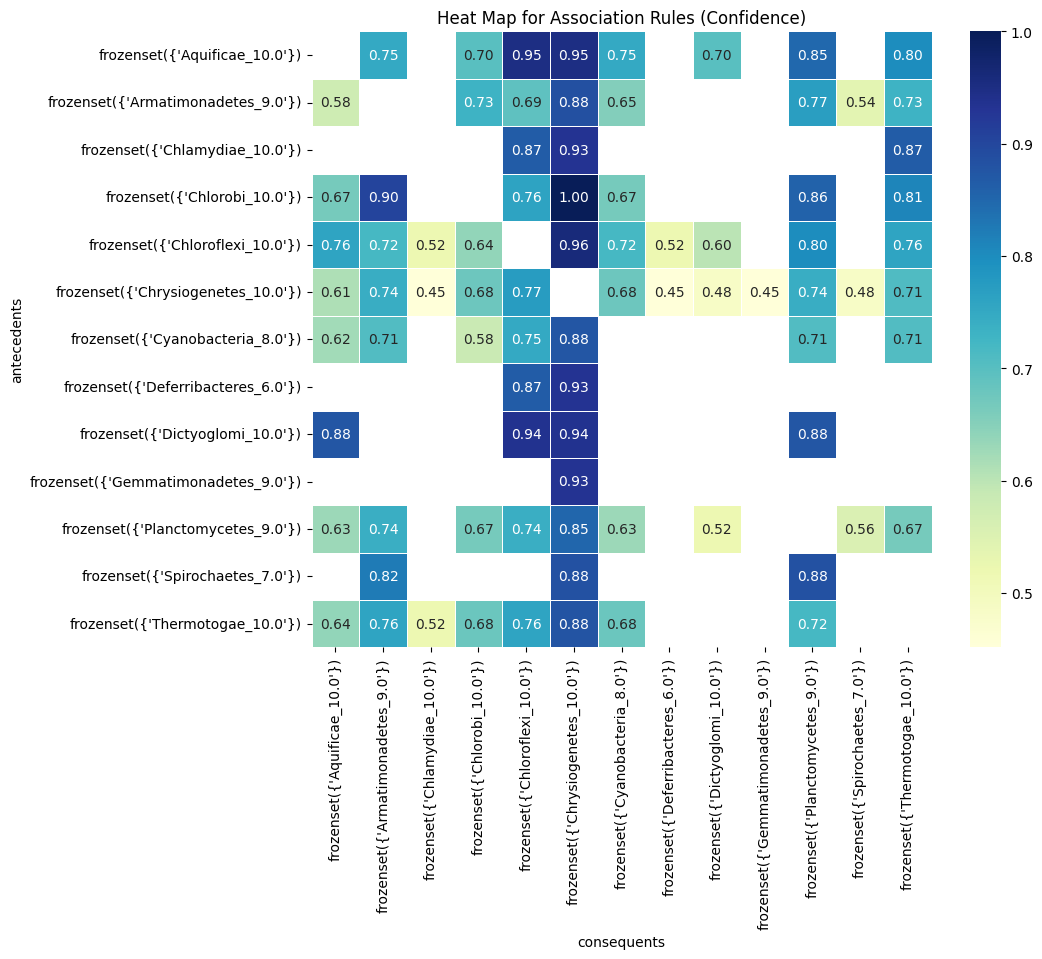 Heat Map for Association Rules (Confidence)
antecedents
frozenset({'Aquificae_10.0'}) 0.75 0.70 0.95 0.95 0.75 0.70 0.85 0.80
frozenset({'Armatimonadetes_9.0'}) 0.58 0.73 0.69 0.88 0.65 0.77 0.54 0.73
frozenset({'Chlamydiae_10.0'}) 0.87 0.93 0.87
frozenset({'Chlorobi_10.0'}) 0.67 0.90 0.76 1.00 0.67 0.86 0.81
frozenset({'Chloroflexi_10.0'}) 0.76 0.72 0.52 0.64 0.96 0.72 0.52 0.60 0.80 0.76
frozenset({'Chrysiogenetes_10.0'}) 0.61 0.74 0.45 0.68 0.77 0.68 0.45 0.48 0.45 0.74 0.48 0.71
frozenset({'Cyanobacteria_8.0'}) 0.62 0.71 0.58 0.75 0.88 0.71 0.71
frozenset({'Deferribacteres_6.0'}) 0.87 0.93
frozenset({'Dictyoglomi_10.0'}) 0.88 0.94 0.94 0.88
frozenset({'Gemmatimonadetes_9.0'}) 0.93
frozenset({'Planctomycetes_9.0'}) 0.63 0.74 0.67 0.74 0.85 0.63 0.52 0.56 0.67
frozenset({'Spirochaetes_7.0'}) 0.82 0.88 0.88
frozenset({'Thermotogae_10.0'}) 0.64 0.76 0.52 0.68 0.76 0.88 0.68 0.72
frozenset({'Aquificae_10.0'})
frozenset({'Armatimonadetes_9.0'})
frozenset({'Chlamydiae_10.0'})
frozenset({'Chlorobi_10.0'})
frozenset({'Chloroflexi_10.0'})
frozenset({'Chrysiogenetes_10.0'})
frozenset({'Cyanobacteria_8.0'})
frozenset({'Deferribacteres_6.0'})
frozenset({'Dictyoglomi_10.0'})
frozenset({'Gemmatimonadetes_9.0'})
frozenset({'Planctomycetes_9.0'})
frozenset({'Spirochaetes_7.0'})
frozenset({'Thermotogae_10.0'})
consequents
1.0
0.9
0.8
0.7
0.6
0.5